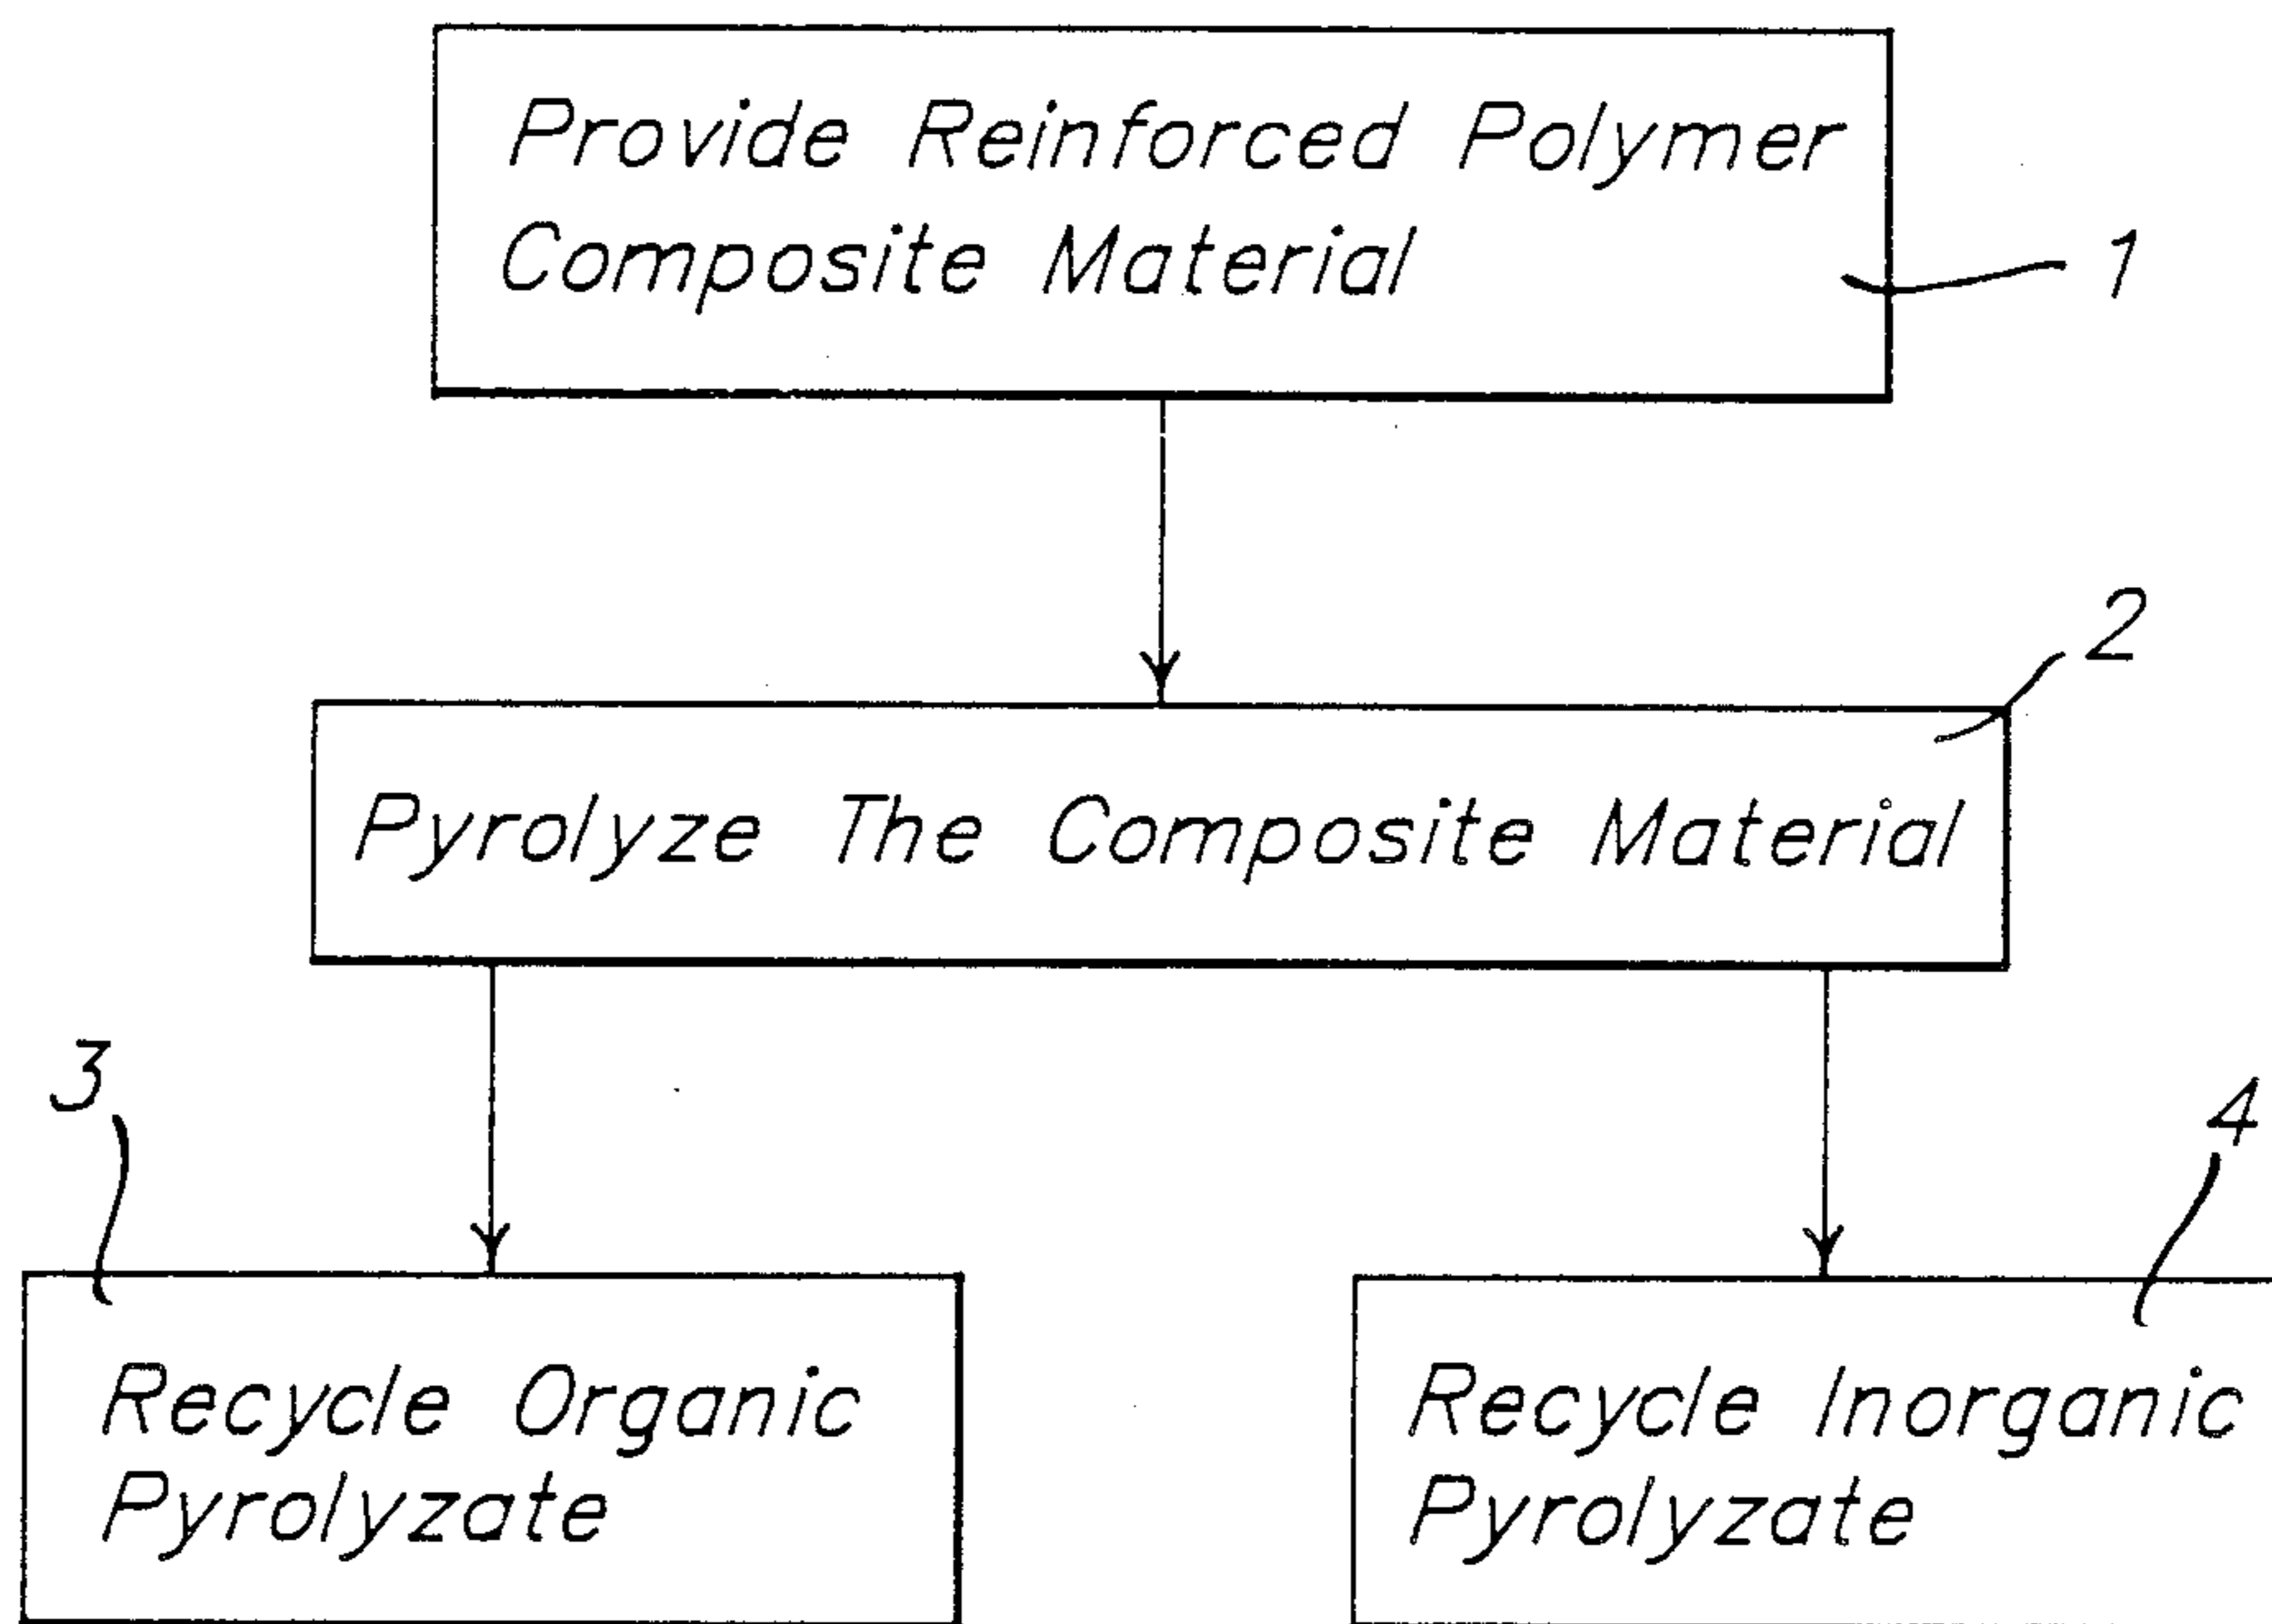 Provide Reinforced Polymer
Composite Material
1
2
Pyrolyze The Composite Material
3
4
Recycle Organic
Pyrolyzate
Recycle Inorganic
Pyrolyzate